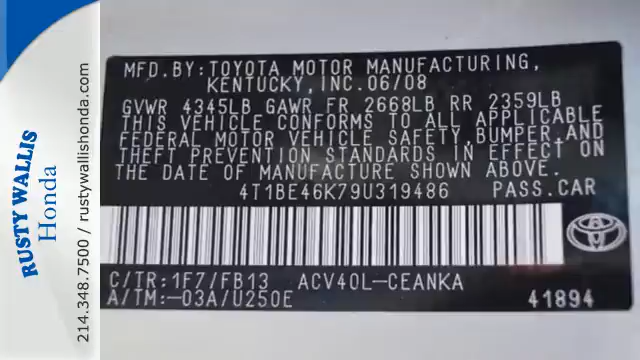 MFD.BY:TOYOTA MOTOR MANUFACTURING,
KENTUCKY,INC.06/08
GVWR 4345LB GAWR FR 2668LB RR 2359LB
THIS VEHICLE CONFORMS TO ALL APPLICABLE
FEDERAL MOTOR VEHICLE SAFETY,BUMPER,AND
THEFT PREVENTION STANDARDS IN EFFECT ON
THE DATE OF MANUFACTURE SHOWN ABOVE.
4T1BE46K79U319486 PASS.CAR
C/TR:1F7/FB13 ACV40L-CEANKA
A/TM:-03A/U250E 41894
RUSTY WALLIS
Honda
214.348.7500 / rustywallishonda.com